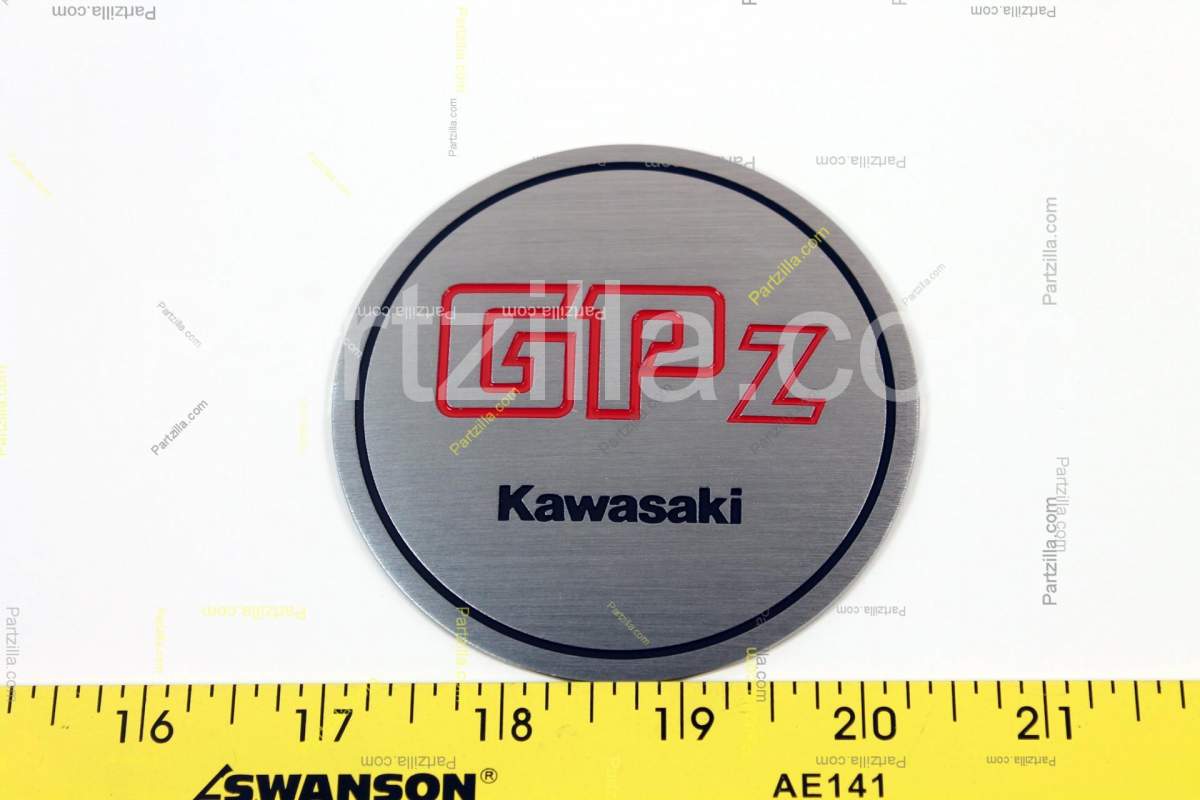 GPz
Kawasaki
Partzilla.com
16 17 18 19 20 21
SWANSON® AE141